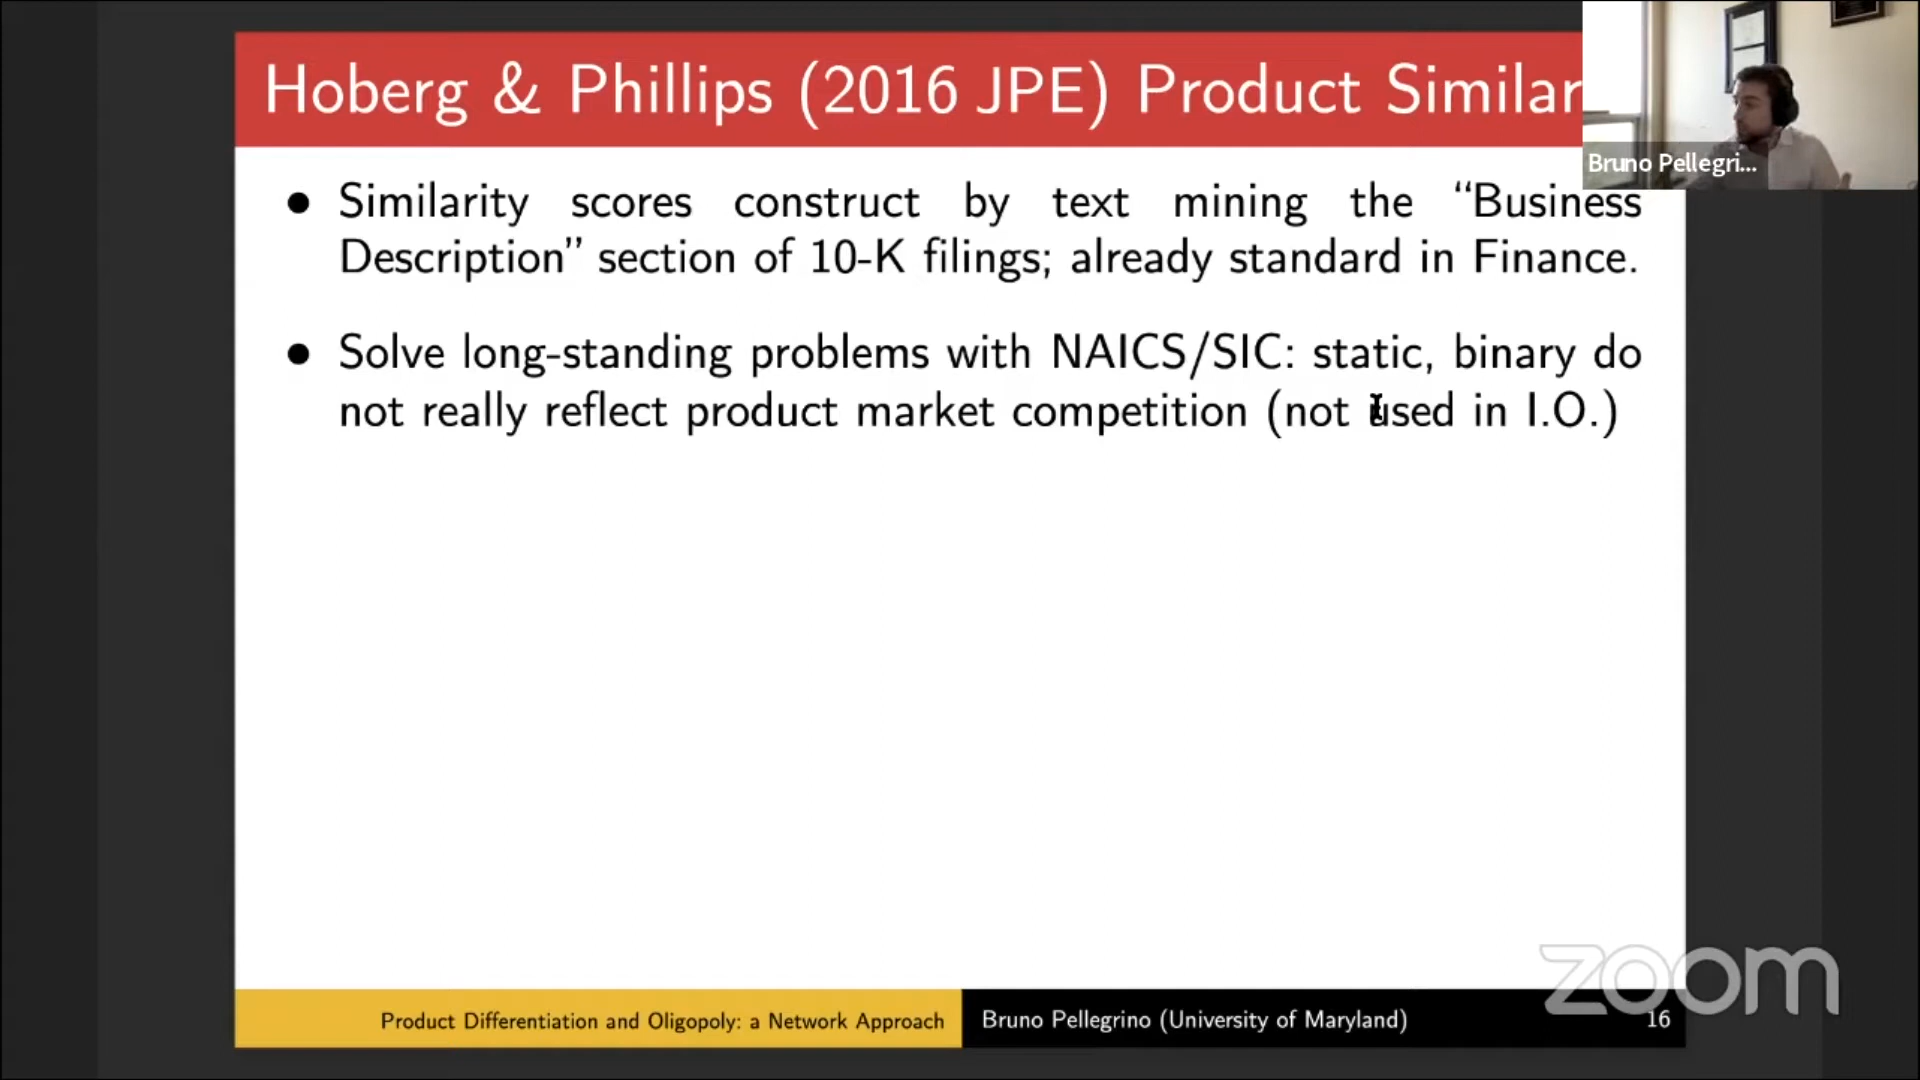 Hoberg & Phillips (2016 JPE) Product Similar
Bruno Pellegri...
• Similarity scores construct by text mining the “Business
Description” section of 10-K filings; already standard in Finance.
• Solve long-standing problems with NAICS/SIC: static, binary do
not really reflect product market competition (not used in I.O.)
zoom
Product Differentiation and Oligopoly: a Network Approach
Bruno Pellegrino (University of Maryland)
16